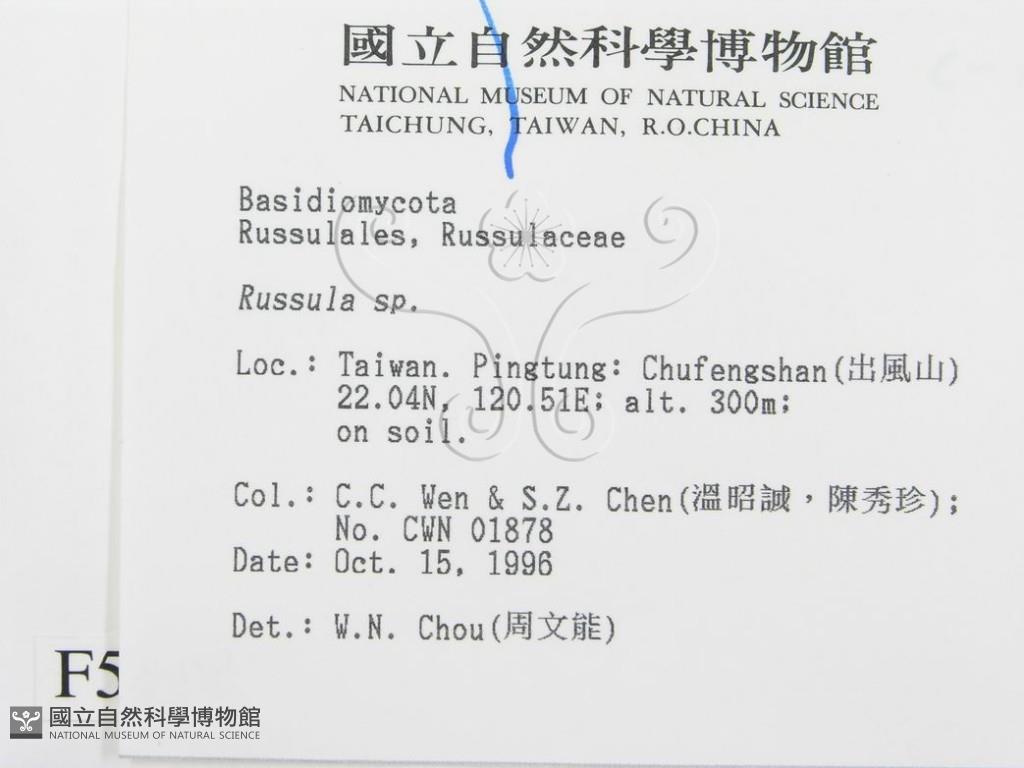 國立自然科學博物館
NATIONAL MUSEUM OF NATURAL SCIENCE
TAICHUNG, TAIWAN, R.O.CHINA
Basidiomycota
Russulales, Russulaceae
Russula sp.
Loc.: Taiwan. Pingtung: Chufengshan(出風山)
22.04N, 120.51E; alt. 300m;
on soil.
Col.: C.C. Wen & S.Z. Chen(溫昭誠，陳秀珍);
No. CWN 01878
Date: Oct. 15, 1996
Det.: W.N. Chou(周文能)
F5
國立自然科學博物館
NATIONAL MUSEUM OF NATURAL SCIENCE